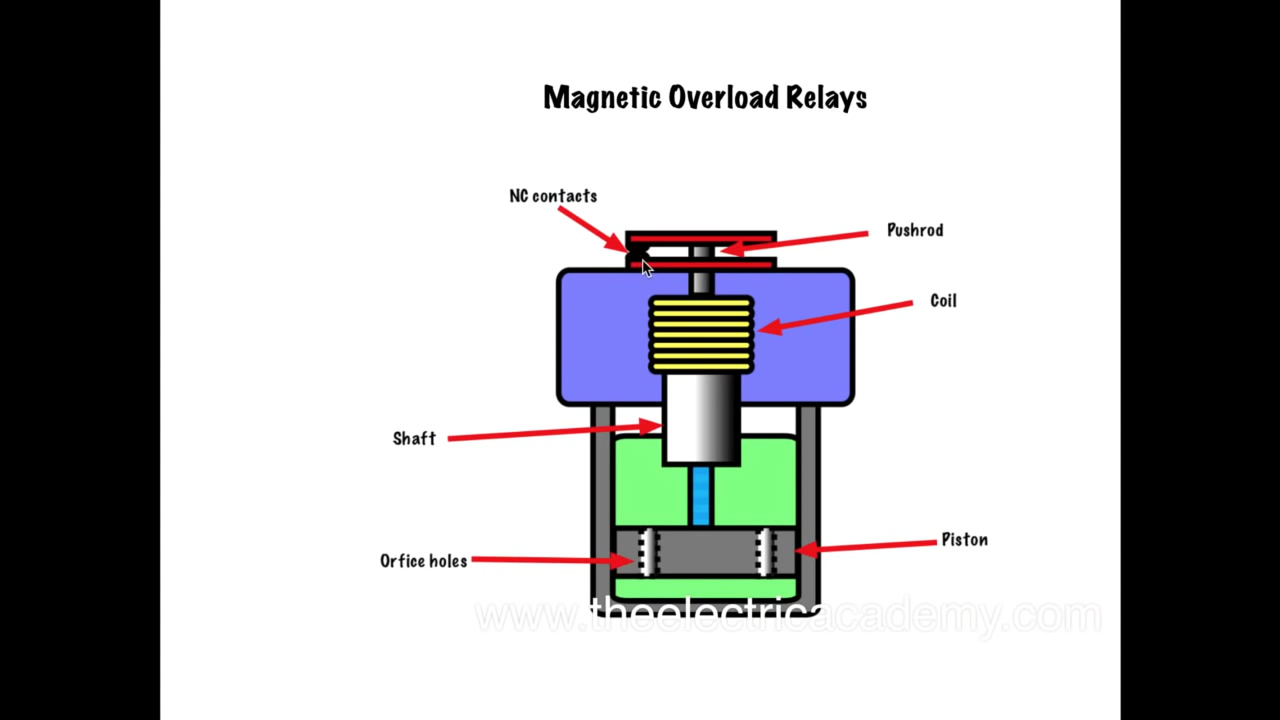 Magnetic Overload Relays
NC contacts
Pushrod
Coil
Shaft
Orfice holes
Piston
www.theelectricacademy.com